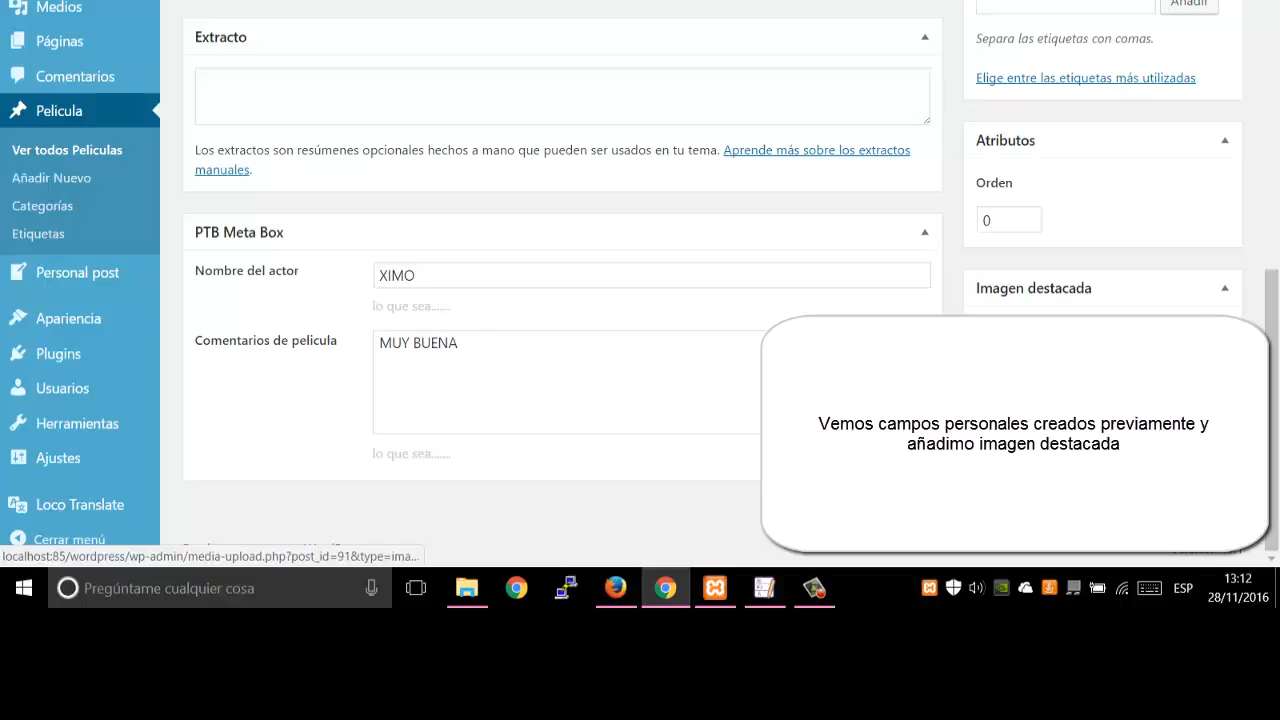 Medios
Páginas
Comentarios
Pelicula
Ver todos Peliculas
Añadir Nuevo
Categorías
Etiquetas
Personal post
Apariencia
Plugins
Usuarios
Herramientas
Ajustes
Loco Translate
Cerrar menú
Extracto
Los extractos son resúmenes opcionales hechos a mano que pueden ser usados en tu tema. Aprende más sobre los extractos
manuales.
PTB Meta Box
Nombre del actor
XIMO
lo que sea.......
Comentarios de pelicula
MUY BUENA
lo que sea.......
Añadir
Separa las etiquetas con comas.
Elige entre las etiquetas más utilizadas
Atributos
Orden
0
Imagen destacada
Vemos campos personales creados previamente y
añadimo imagen destacada
localhost:85/wordpress/wp-admin/media-upload.php?post_id=91&type=ima...
Pregúntame cualquier cosa
ESP
13:12
28/11/2016